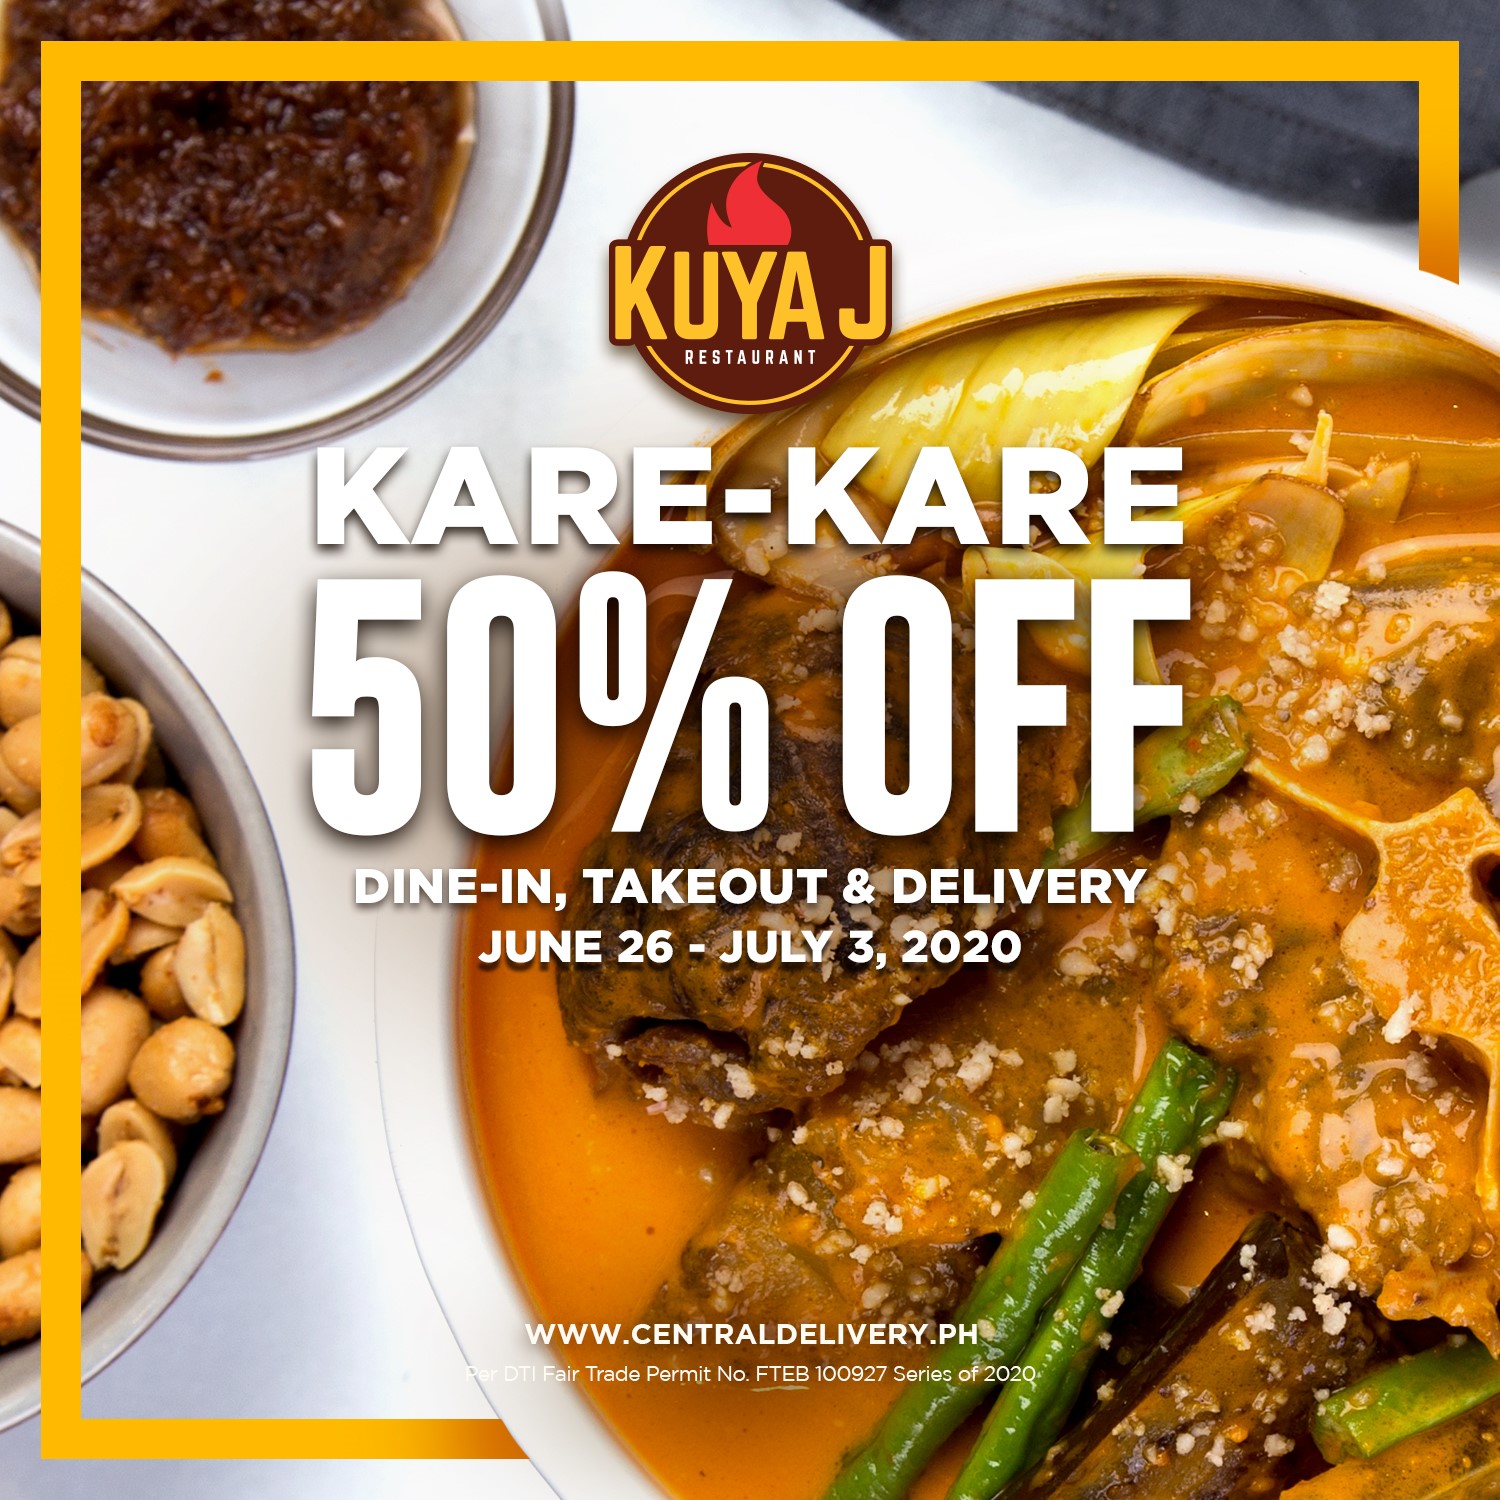 KUYA J
RESTAURANT
KARE-KARE
50% OFF
DINE-IN, TAKEOUT & DELIVERY
JUNE 26 - JULY 3, 2020
WWW.CENTRALDELIVERY.PH
Per DTI Fair Trade Permit No. FTEB 100927 Series of 2020